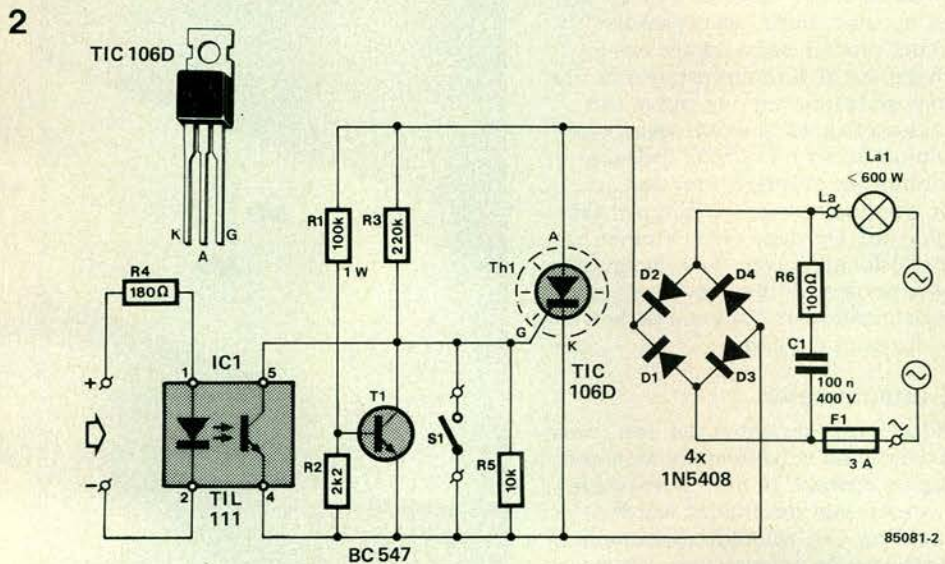 2
TIC 106D
K
A
G
R4
180Ω
+
−
1
IC1
5
2
TIL
111
4
R1
100k
1 W
R3
220k
R2
2k2
T1
BC 547
S1
R5
10k
A
Th1
G
K
TIC
106D
D2
D4
D1
D3
4x
1N5408
La
La1
< 600 W
R6
100Ω
C1
100 n
400 V
F1
3 A
85081-2